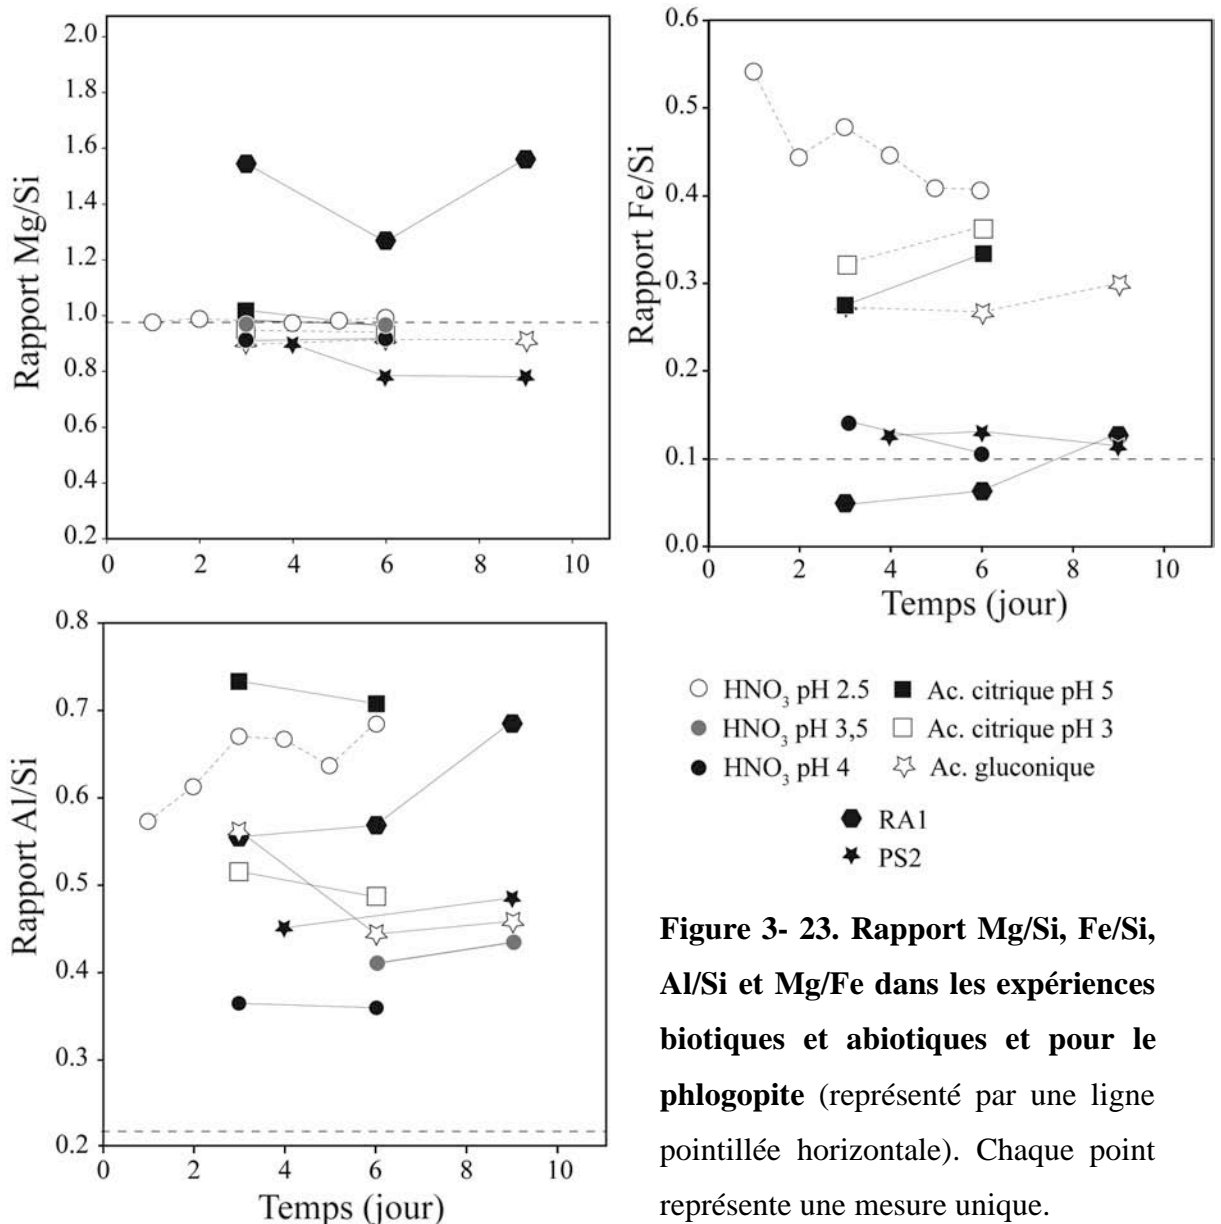 Rapport Mg/Si
2.0
1.8
1.6
1.4
1.2
1.0
0.8
0.6
0.4
0.2
0 2 4 6 8 10
Rapport Fe/Si
0.6
0.5
0.4
0.3
0.2
0.1
0.0
0 2 4 6 8 10
Temps (jour)
Rapport Al/Si
0.8
0.7
0.6
0.5
0.4
0.3
0.2
0 2 4 6 8 10
Temps (jour)
HNO₃ pH 2.5 Ac. citrique pH 5
HNO₃ pH 3,5 Ac. citrique pH 3
HNO₃ pH 4 Ac. gluconique
RA1
PS2
Figure 3- 23. Rapport Mg/Si, Fe/Si,
Al/Si et Mg/Fe dans les expériences
biotiques et abiotiques et pour le
phlogopite (représenté par une ligne
pointillée horizontale). Chaque point
représente une mesure unique.